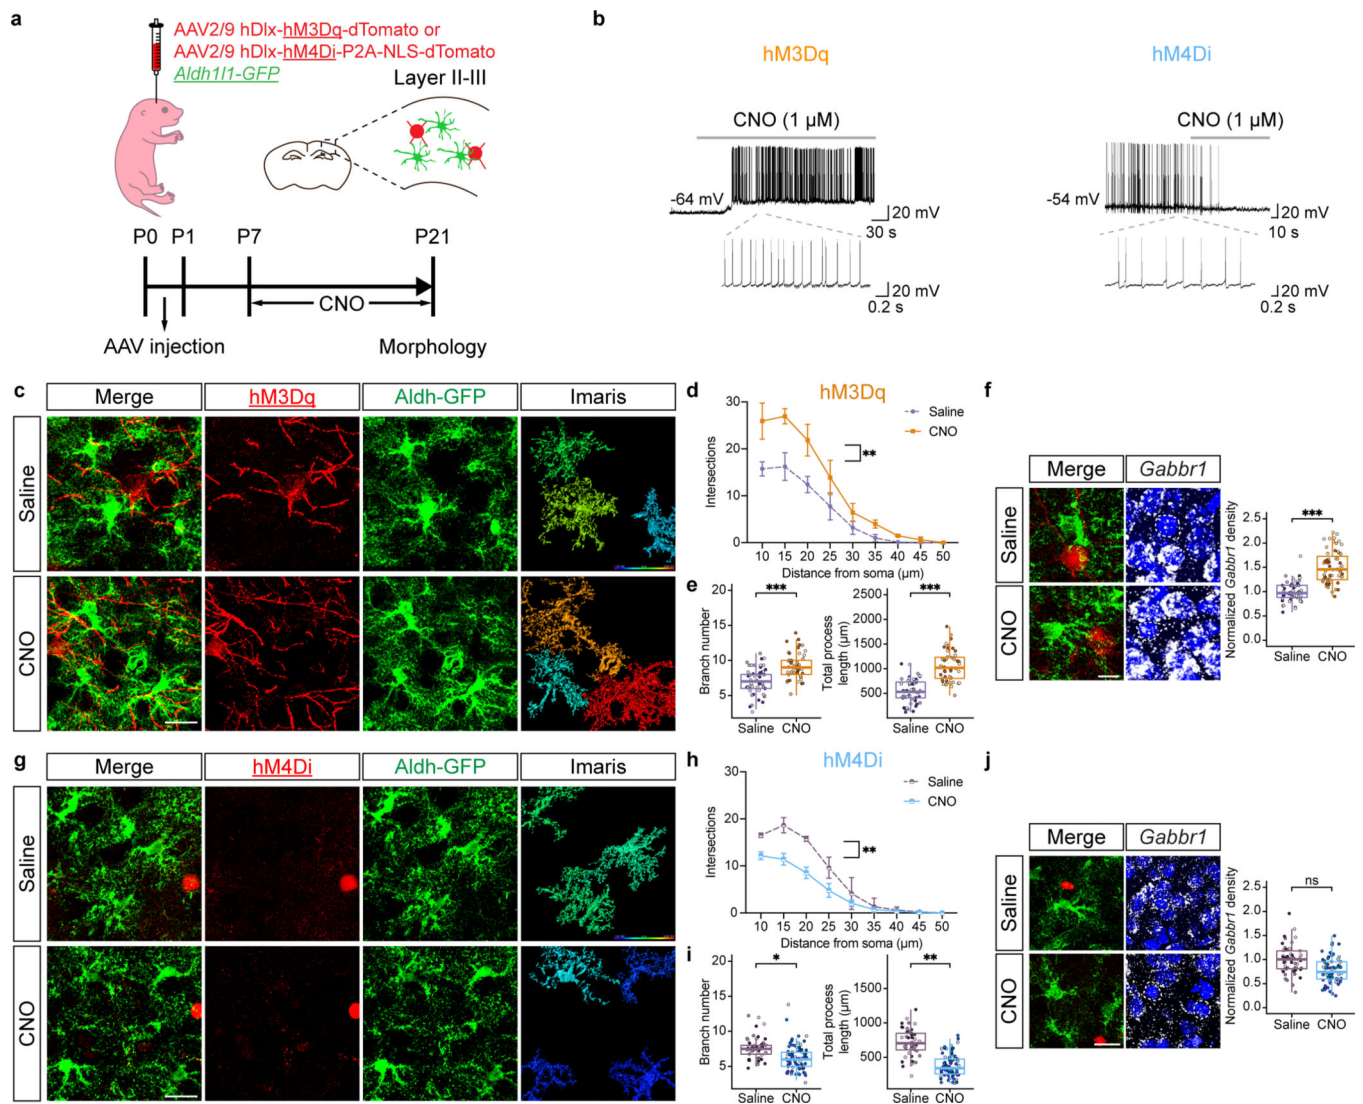 a
AAV2/9 hDlx-hM3Dq-dTomato or
AAV2/9 hDlx-hM4Di-P2A-NLS-dTomato
Aldh1l1-GFP
Layer II-III
P0 P1 P7 P21
CNO
AAV injection Morphology
b
hM3Dq hM4Di
CNO (1 µM) CNO (1 µM)
-64 mV
20 mV
30 s
20 mV
0.2 s
-54 mV
20 mV
10 s
20 mV
0.2 s
c
Merge hM3Dq Aldh-GFP Imaris
Saline
CNO
d
hM3Dq
Intersections
30
20
10
0
Saline
CNO
**
10 15 20 25 30 35 40 45 50
Distance from soma (µm)
e
Branch number
20
15
10
5
***
Saline CNO
Total process
length (µm)
2500
2000
1500
1000
500
***
Saline CNO
f
Merge Gabbr1
Saline
CNO
Normalized Gabbr1 density
2.5
2.0
1.5
1.0
0.5
0.0
***
Saline CNO
g
Merge hM4Di Aldh-GFP Imaris
Saline
CNO
h
hM4Di
Intersections
30
20
10
0
Saline
CNO
**
10 15 20 25 30 35 40 45 50
Distance from soma (µm)
i
Branch number
20
15
10
5
*
Saline CNO
Total process
length (µm)
1500
1000
500
**
Saline CNO
j
Merge Gabbr1
Saline
CNO
Normalized Gabbr1 density
2.5
2.0
1.5
1.0
0.5
0.0
ns
Saline CNO